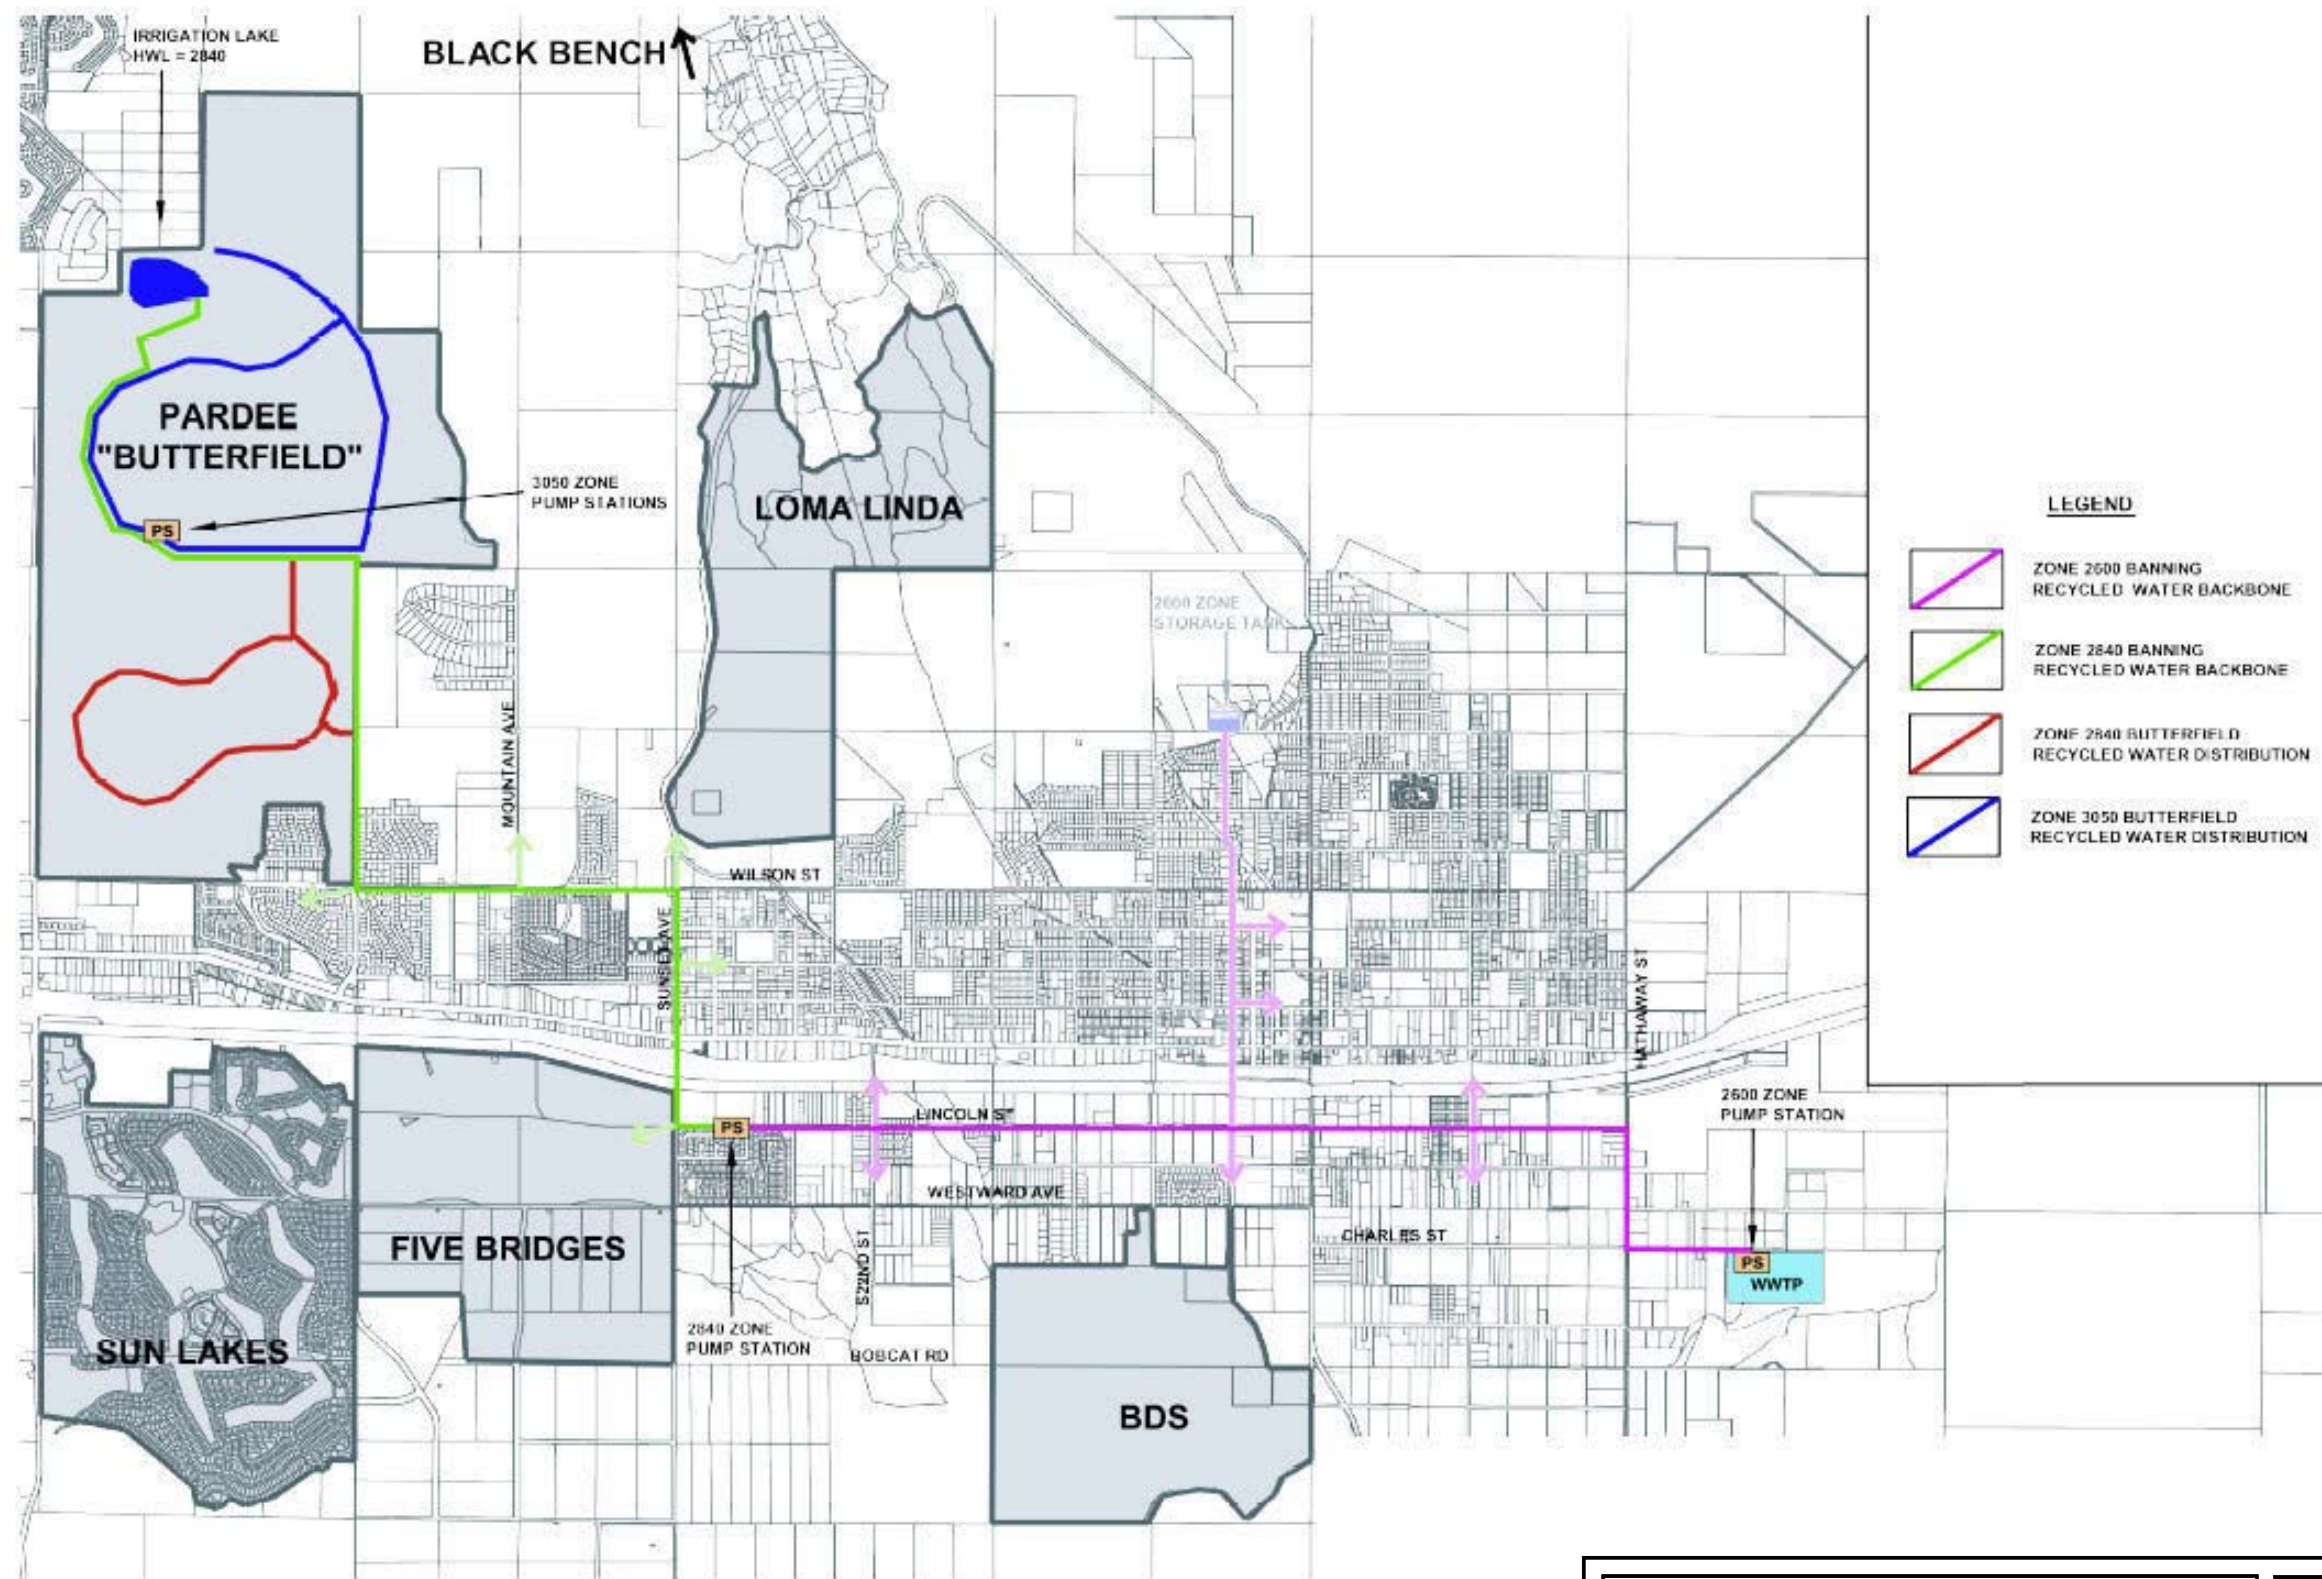 IRRIGATION LAKE
HWL = 2840
BLACK BENCH
PARDEE
"BUTTERFIELD"
3050 ZONE
PUMP STATIONS
PS
LOMA LINDA
2600 ZONE
STORAGE TANK
MOUNTAIN AVE
WILSON ST
SUNSET AVE
HATHAWAY ST
LINCOLN ST
PS
WESTWARD AVE
S22ND ST
CHARLES ST
2600 ZONE
PUMP STATION
PS
WWTP
FIVE BRIDGES
SUN LAKES
2840 ZONE
PUMP STATION
BOBCAT RD
BDS
LEGEND
ZONE 2600 BANNING
RECYCLED WATER BACKBONE
ZONE 2840 BANNING
RECYCLED WATER BACKBONE
ZONE 2840 BUTTERFIELD
RECYCLED WATER DISTRIBUTION
ZONE 3050 BUTTERFIELD
RECYCLED WATER DISTRIBUTION